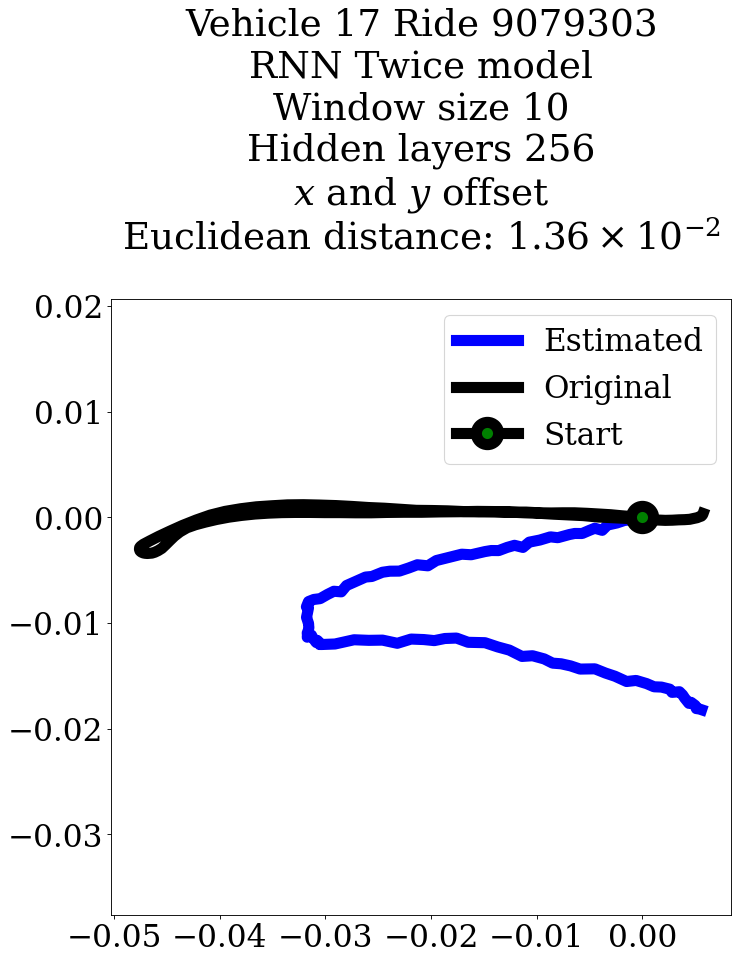 Vehicle 17 Ride 9079303
RNN Twice model
Window size 10
Hidden layers 256
x and y offset
Euclidean distance: 1.36 × 10⁻²
Estimated
Original
Start
0.02
0.01
0.00
−0.01
−0.02
−0.03
−0.05 −0.04 −0.03 −0.02 −0.01 0.00